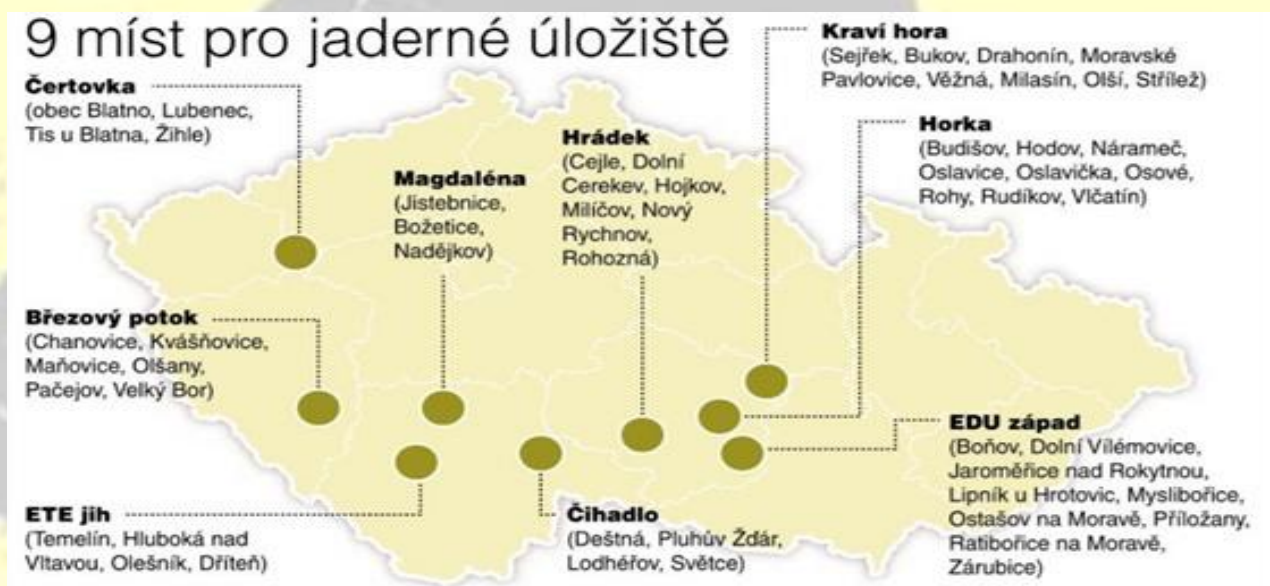 9 míst pro jaderné úložiště
Čertovka
(obec Blatno, Lubenec,
Tis u Blatna, Žihle)
Magdaléna
(Jistebnice,
Božetice,
Nadějkov)
Hrádek
(Cejle, Dolní
Cerekev, Hojkov,
Milíčov, Nový
Rychnov,
Rohozná)
Kraví hora
(Sejřek, Bukov, Drahonín, Moravské
Pavlovice, Věžná, Milasín, Olší, Střílež)
Horka
(Budišov, Hodov, Nárameč,
Oslavice, Oslavička, Osové,
Rohy, Rudíkov, Vlčatín)
Březový potok
(Chanovice, Kvášňovice,
Maňovice, Olšany,
Pačejov, Velký Bor)
EDU západ
(Boňov, Dolní Vílémovice,
Jaroměřice nad Rokytnou,
Lipník u Hrotovic, Myslibořice,
Ostašov na Moravě, Příložany,
Ratibořice na Moravě,
Zárubice)
ETE jih
(Temelín, Hluboká nad
Vltavou, Olešník, Dříteň)
Čihadlo
(Deštná, Pluhův Žďár,
Lodhéřov, Světce)